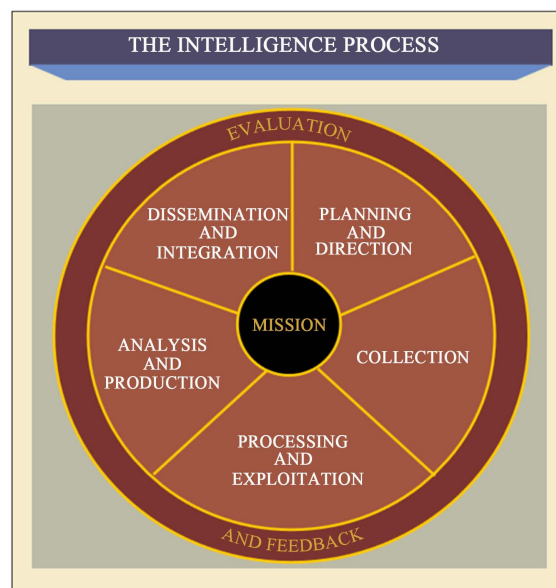 THE INTELLIGENCE PROCESS
EVALUATION
DISSEMINATION
AND
INTEGRATION
PLANNING
AND
DIRECTION
MISSION
ANALYSIS
AND
PRODUCTION
COLLECTION
PROCESSING
AND
EXPLOITATION
AND FEEDBACK